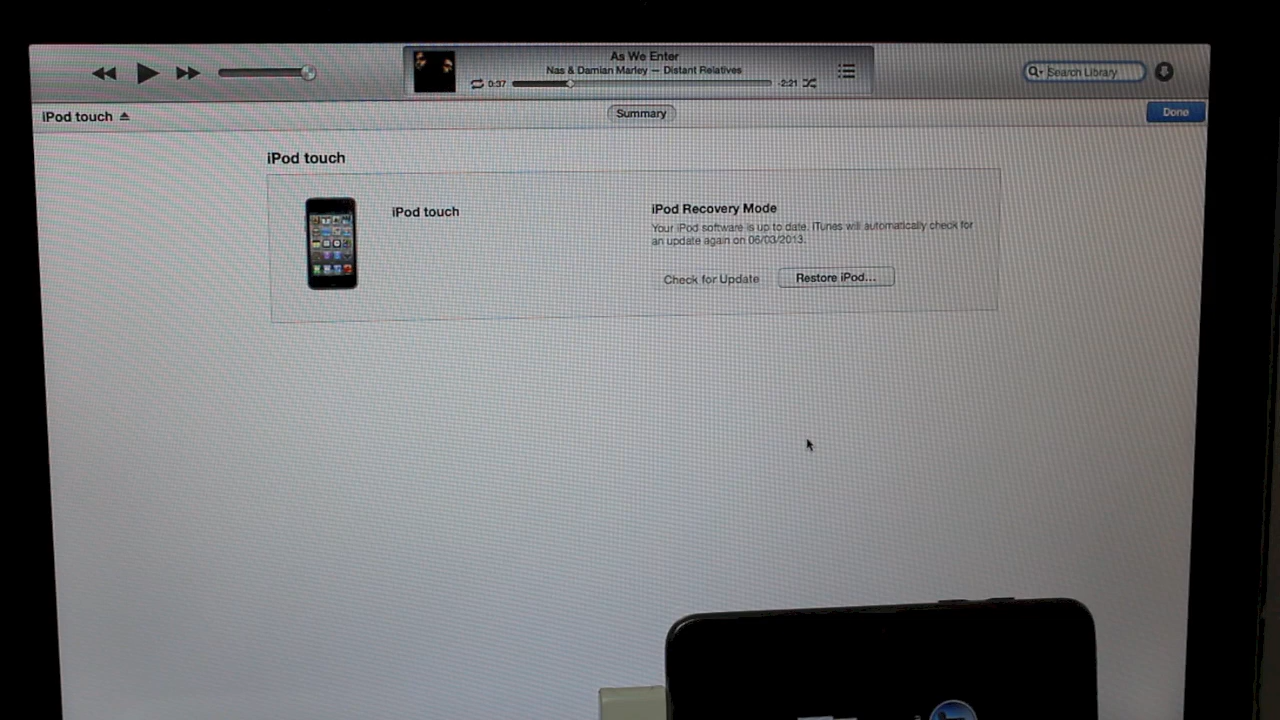 As We Enter
Nas & Damian Marley — Distant Relatives
0:37
-2:21
Search Library
iPod touch
Summary
Done
iPod touch
iPod touch
iPod Recovery Mode
Your iPod software is up to date. iTunes will automatically check for
an update again on 06/03/2013.
Check for Update
Restore iPod...